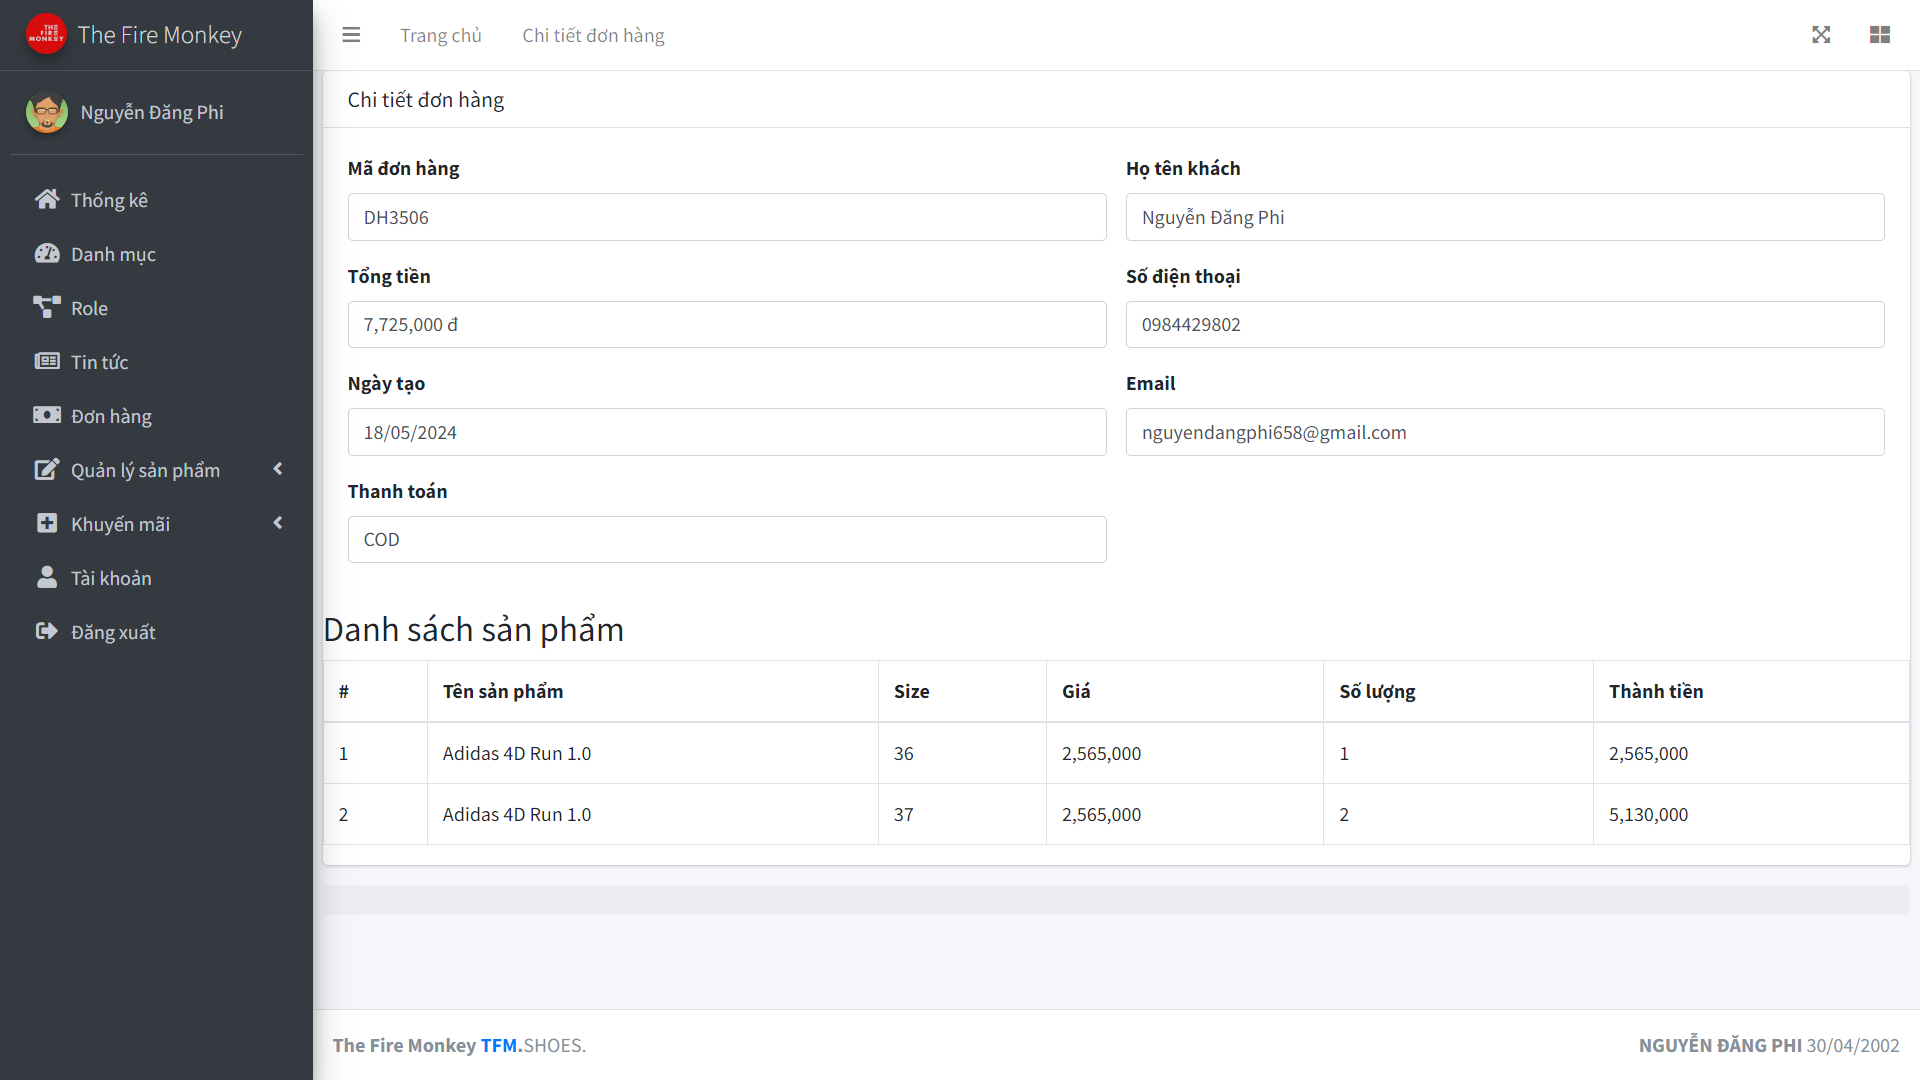 THE
FIRE
MONKEY
The Fire Monkey
Nguyễn Đăng Phi
Thống kê
Danh mục
Role
Tin tức
Đơn hàng
Quản lý sản phẩm
Khuyến mãi
Tài khoản
Đăng xuất
Trang chủ Chi tiết đơn hàng
Chi tiết đơn hàng
Mã đơn hàng Họ tên khách
DH3506 Nguyễn Đăng Phi
Tổng tiền Số điện thoại
7,725,000 đ 0984429802
Ngày tạo Email
18/05/2024 nguyendangphi658@gmail.com
Thanh toán
COD
Danh sách sản phẩm
# Tên sản phẩm Size Giá Số lượng Thành tiền
1 Adidas 4D Run 1.0 36 2,565,000 1 2,565,000
2 Adidas 4D Run 1.0 37 2,565,000 2 5,130,000
The Fire Monkey TFM.SHOES. NGUYỄN ĐĂNG PHI 30/04/2002